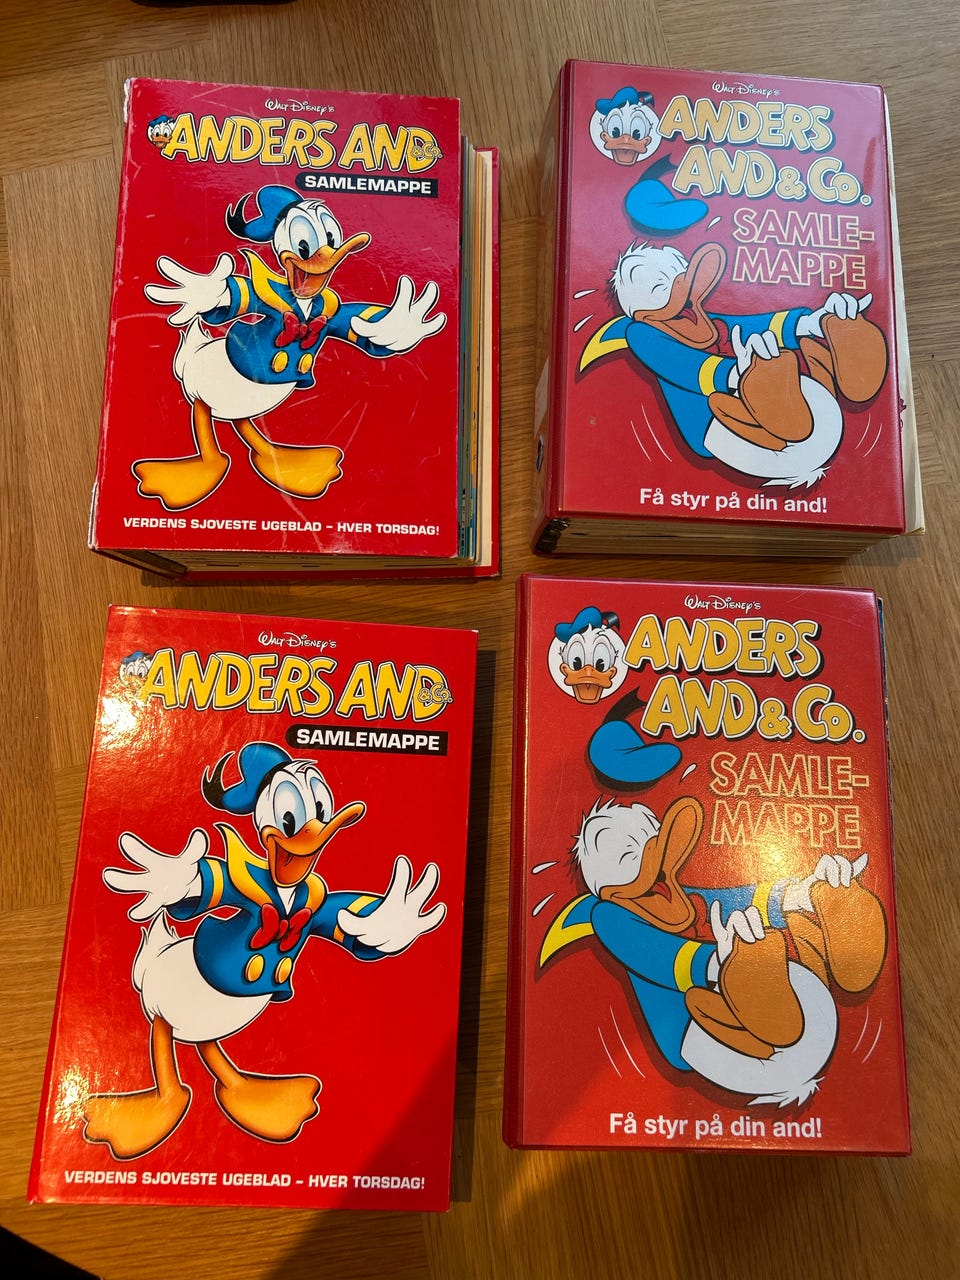 Walt Disney's
ANDERS AND
& Co.
SAMLEMAPPE
VERDENS SJOVESTE UGEBLAD – HVER TORSDAG!
Walt Disney's
ANDERS
AND & Co.
SAMLE-
MAPPE
Få styr på din and!
Walt Disney's
ANDERS AND
& Co.
SAMLEMAPPE
VERDENS SJOVESTE UGEBLAD – HVER TORSDAG!
Walt Disney's
ANDERS
AND & Co.
SAMLE-
MAPPE
Få styr på din and!